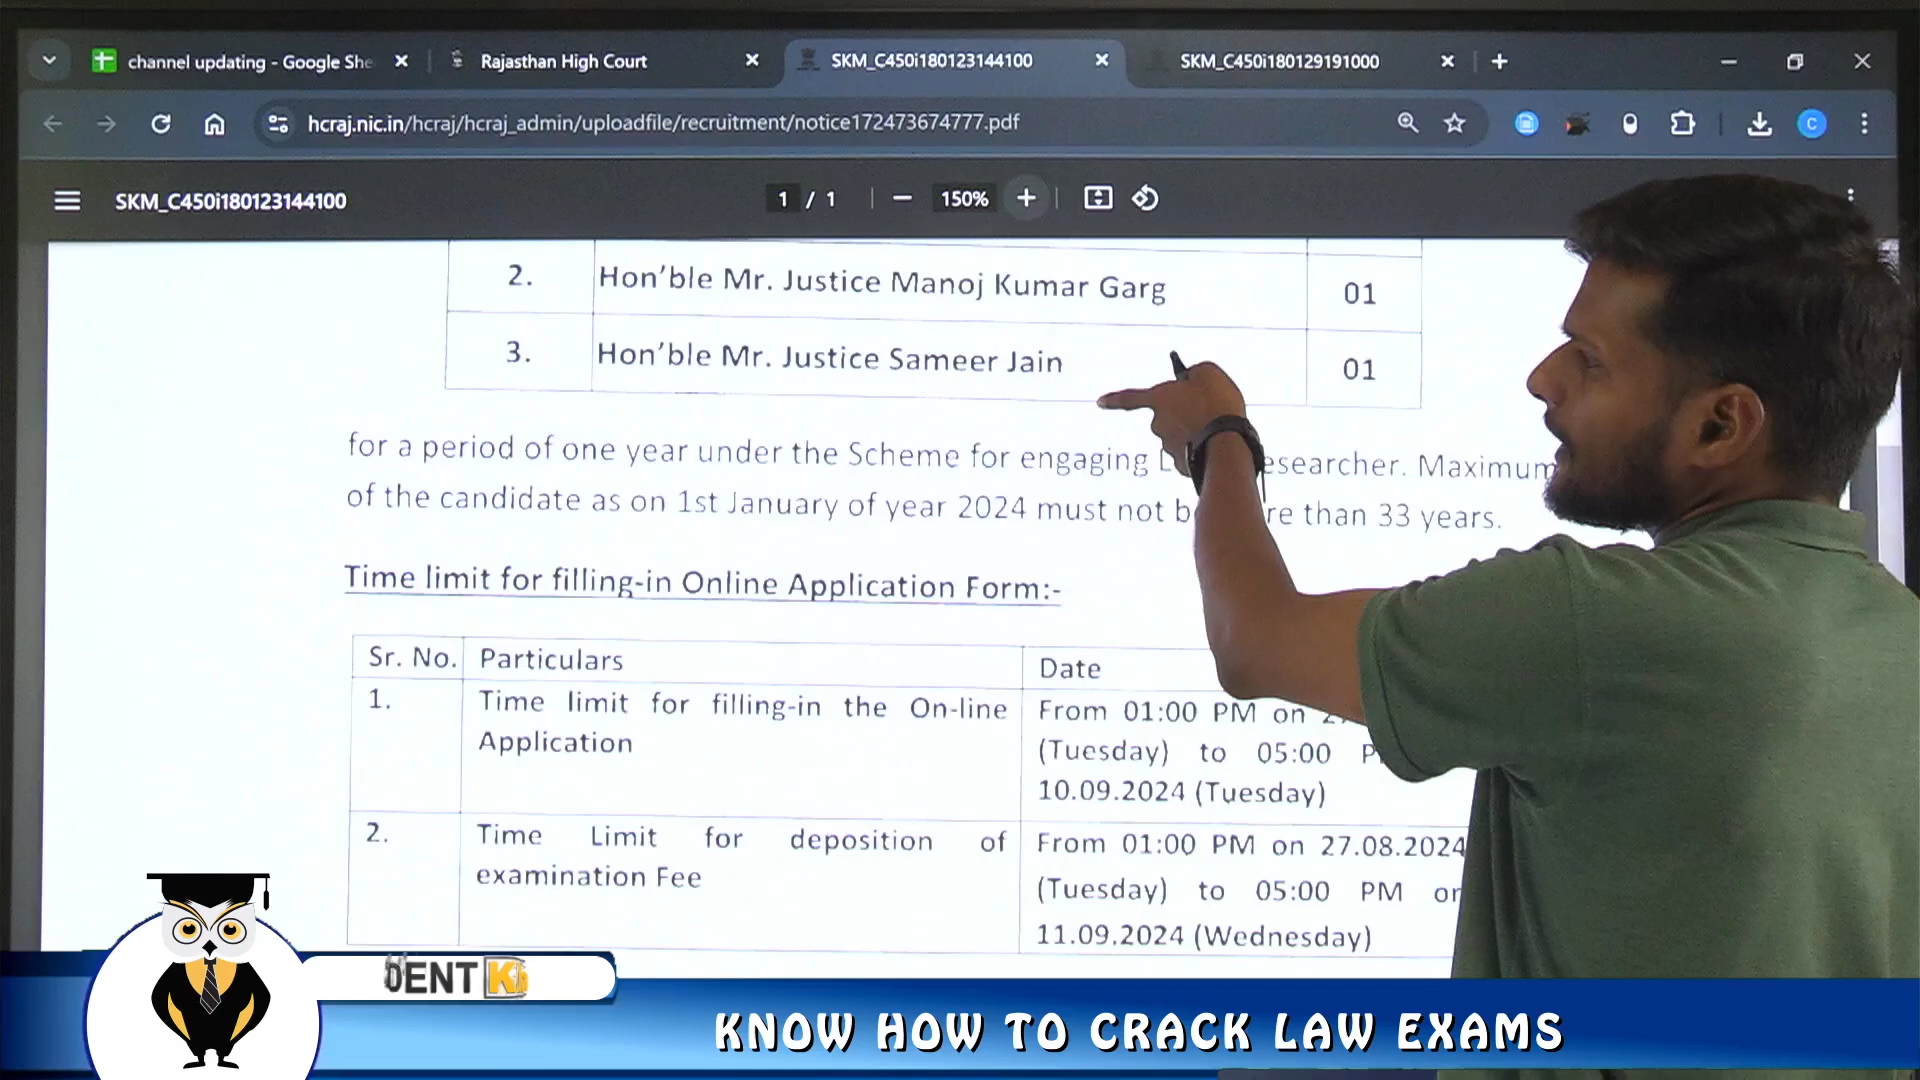 channel updating - Google She
Rajasthan High Court
SKM_C450i180123144100
SKM_C450i180129191000
hcraj.nic.in/hcraj/hcraj_admin/uploadfile/recruitment/notice172473674777.pdf
C
SKM_C450i180123144100
1 / 1
150%
2. Hon'ble Mr. Justice Manoj Kumar Garg 01
3. Hon'ble Mr. Justice Sameer Jain 01
for a period of one year under the Scheme for engaging esearcher. Maximum
of the candidate as on 1st January of year 2024 must not b re than 33 years.
Time limit for filling-in Online Application Form:-
Sr. No. Particulars Date
1. Time limit for filling-in the On-line From 01:00 PM on
Application (Tuesday) to 05:00 P
10.09.2024 (Tuesday)
2. Time Limit for deposition of From 01:00 PM on 27.08.2024
examination Fee (Tuesday) to 05:00 PM or
11.09.2024 (Wednesday)
DENT K
KNOW HOW TO CRACK LAW EXAMS